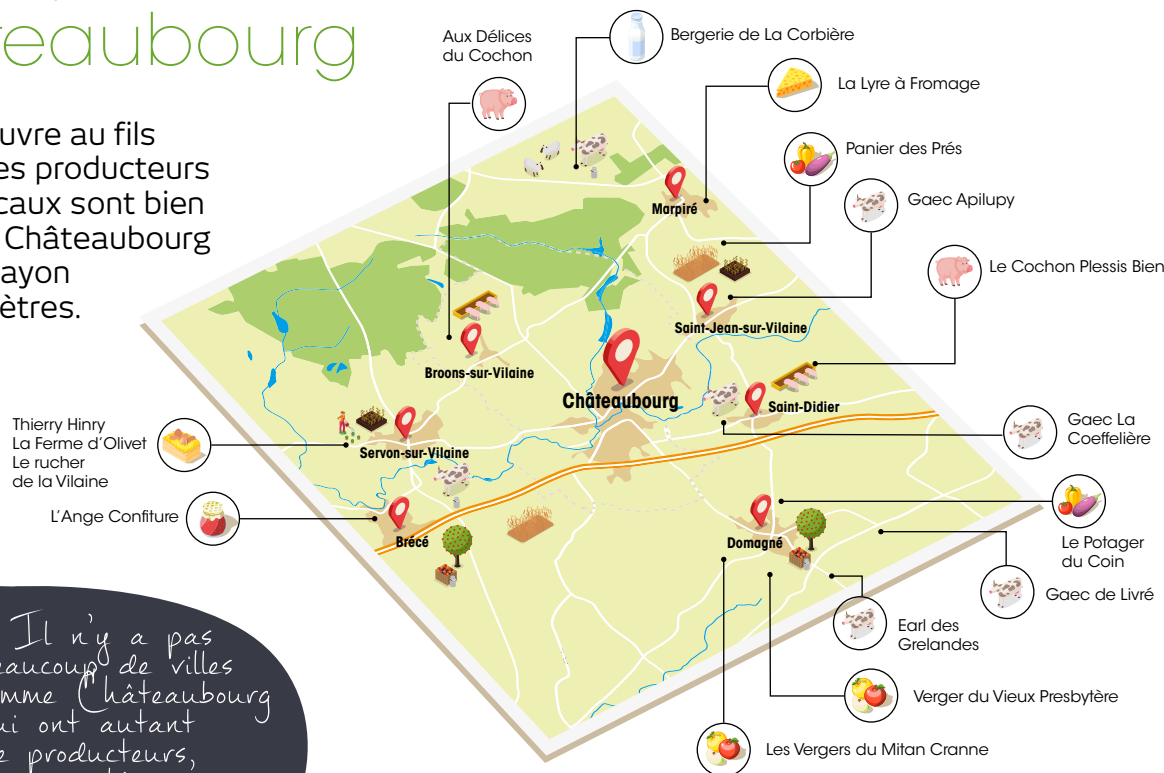 eaubourg
uvre au fils
es producteurs
caux sont bien
Châteaubourg
ayon
ètres.
Aux Délices
du Cochon
Bergerie de La Corbière
La Lyre à Fromage
Panier des Prés
Gaec Apilupy
Le Cochon Plessis Bien
Marpiré
Saint-Jean-sur-Vilaine
Broons-sur-Vilaine
Châteaubourg
Saint-Didier
Thierry Hinry
La Ferme d'Olivet
Le rucher
de la Vilaine
Servon-sur-Vilaine
Gaec La
Coeffelière
L'Ange Confiture
Brécé
Domagné
Le Potager
du Coin
Gaec de Livré
Earl des
Grelandes
Verger du Vieux Presbytère
Les Vergers du Mitan Cranne
Il n'y a pas
eaucoup de villes
mme Châteaubourg
ui ont autant
e producteurs,